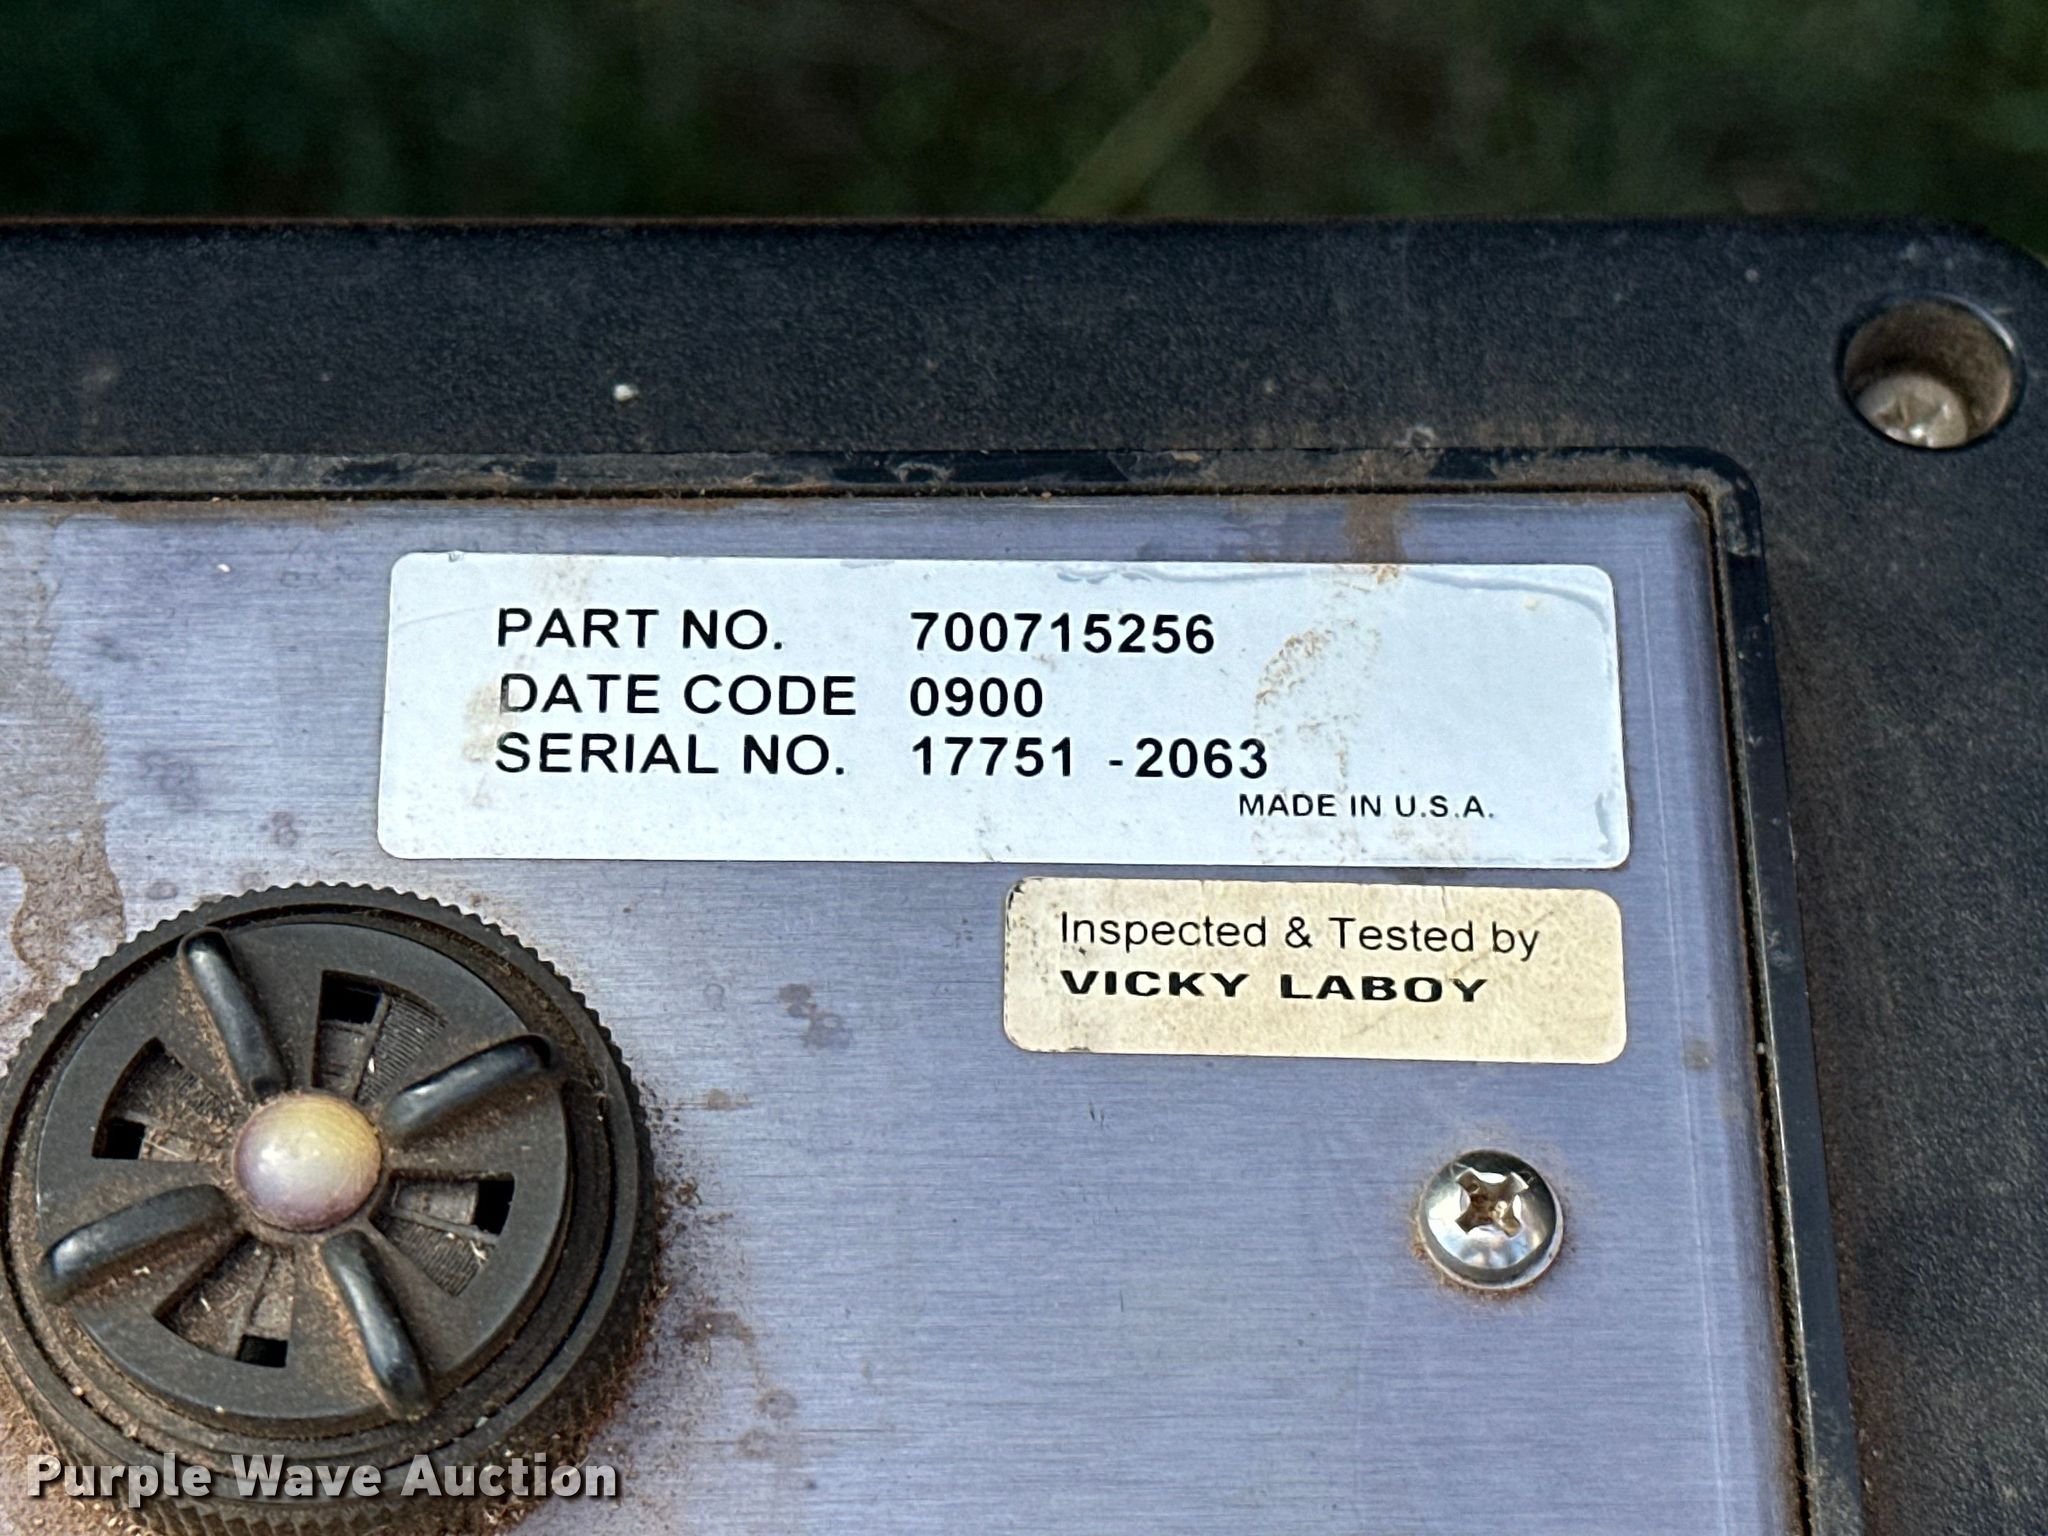 PART NO. 700715256
DATE CODE 0900
SERIAL NO. 17751 - 2063
MADE IN U.S.A.
Inspected & Tested by
VICKY LABOY
Purple Wave Auction